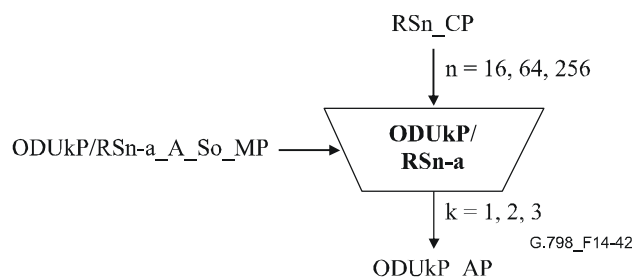 RSn_CP
n = 16, 64, 256
ODUkP/RSn-a_A_So_MP
ODUkP/
RSn-a
k = 1, 2, 3
G.798_F14-42
ODUkP_AP